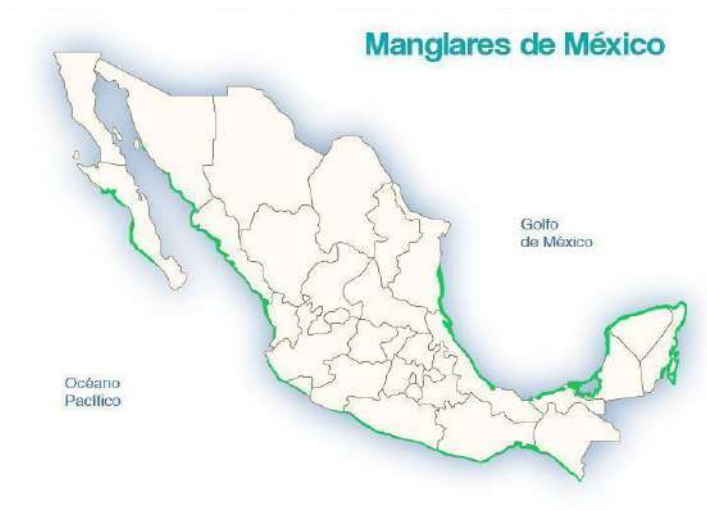 Manglares de México
Golfo
de México
Océano
Pacífico